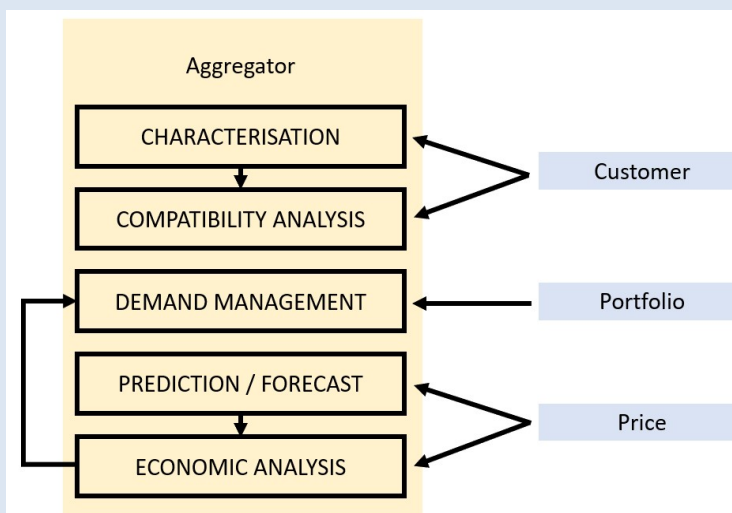 Aggregator
CHARACTERISATION
COMPATIBILITY ANALYSIS
Customer
DEMAND MANAGEMENT
Portfolio
PREDICTION / FORECAST
ECONOMIC ANALYSIS
Price